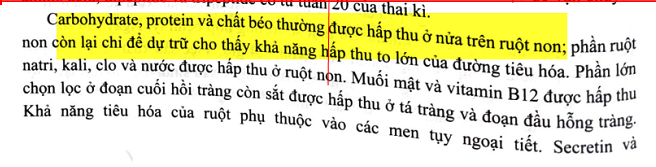 tuần 20 của thai kì.
Carbohydrate, protein và chất béo thường được hấp thu ở nửa trên ruột non; phần ruột
non còn lại chỉ để dự trữ cho thấy khả năng hấp thu to lớn của đường tiêu hóa. Phần lớn
natri, kali, clo và nước được hấp thu ở ruột non. Muối mật và vitamin B12 được hấp thu
chọn lọc ở đoạn cuối hồi tràng còn sắt được hấp thu ở tá tràng và đoạn đầu hỗng tràng.
Khả năng tiêu hóa của ruột phụ thuộc vào các men tụy ngoại tiết. Secretin và